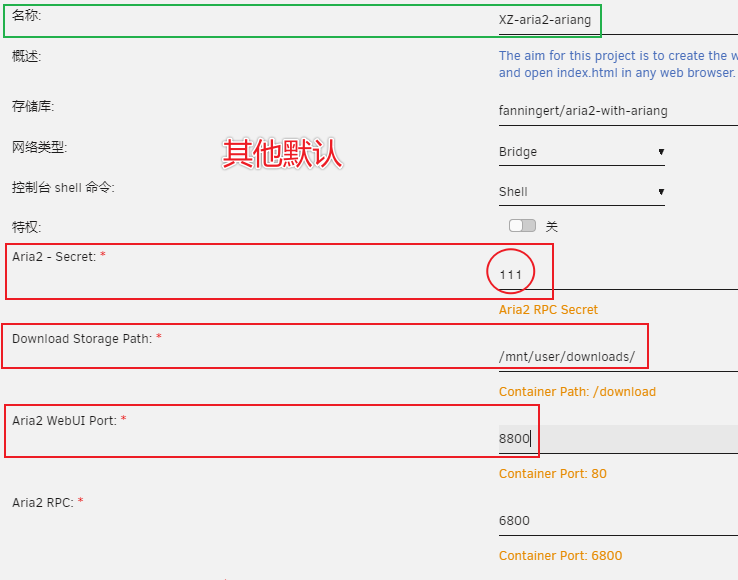 名称:
XZ-aria2-ariang
概述:
The aim for this project is to create the w
and open index.html in any web browser.
存储库:
fanningert/aria2-with-ariang
网络类型:
其他默认
Bridge
控制台 shell 命令:
Shell
特权:
关
Aria2 - Secret: *
111
Aria2 RPC Secret
Download Storage Path: *
/mnt/user/downloads/
Container Path: /download
Aria2 WebUI Port: *
8800
Container Port: 80
Aria2 RPC: *
6800
Container Port: 6800